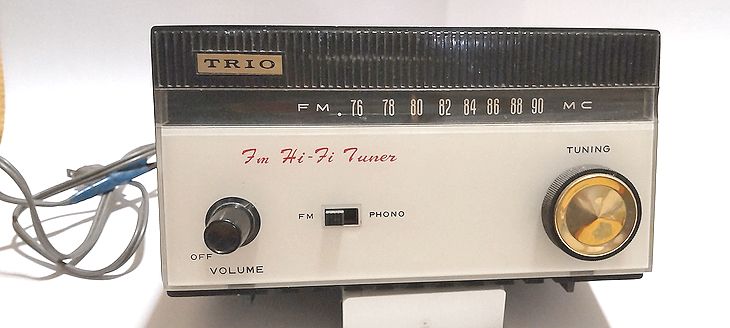 TRIO
FM 76 78 80 82 84 86 88 90 MC
Fm Hi-Fi Tuner
TUNING
FM PHONO
OFF
VOLUME